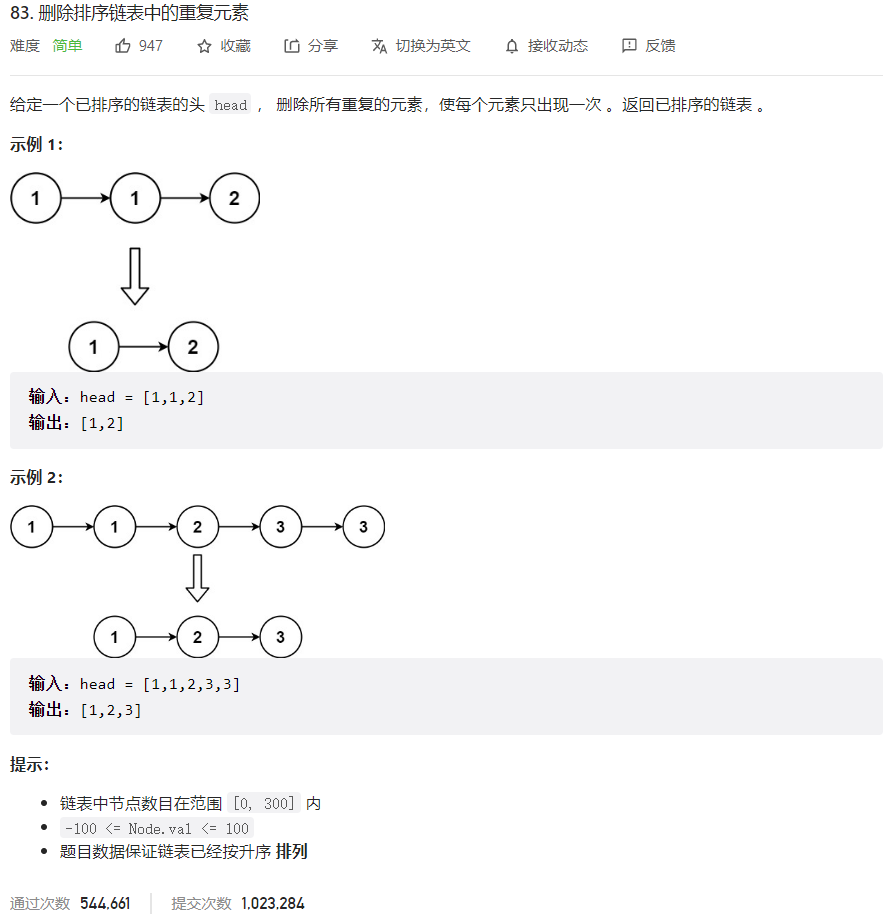 83. 删除排序链表中的重复元素
难度 简单 947 收藏 分享 切换为英文 接收动态 反馈
给定一个已排序的链表的头 head ， 删除所有重复的元素，使每个元素只出现一次 。返回已排序的链表 。
示例 1：
1 1 2
1 2
输入：head = [1,1,2]
输出：[1,2]
示例 2：
1 1 2 3 3
1 2 3
输入：head = [1,1,2,3,3]
输出：[1,2,3]
提示：
• 链表中节点数目在范围 [0, 300] 内
• -100 <= Node.val <= 100
• 题目数据保证链表已经按升序 排列
通过次数 544,661 提交次数 1,023,284